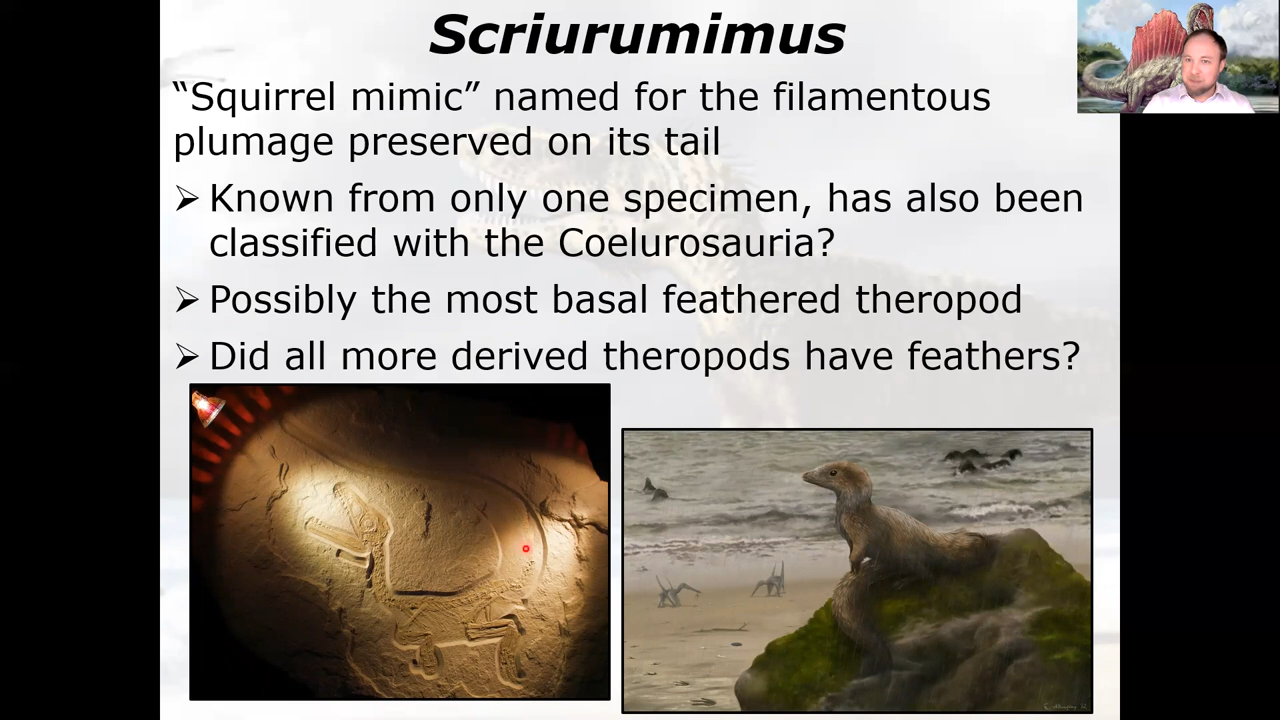 Scriurumimus
“Squirrel mimic” named for the filamentous
plumage preserved on its tail
➢ Known from only one specimen, has also been
classified with the Coelurosauria?
➢ Possibly the most basal feathered theropod
➢ Did all more derived theropods have feathers?